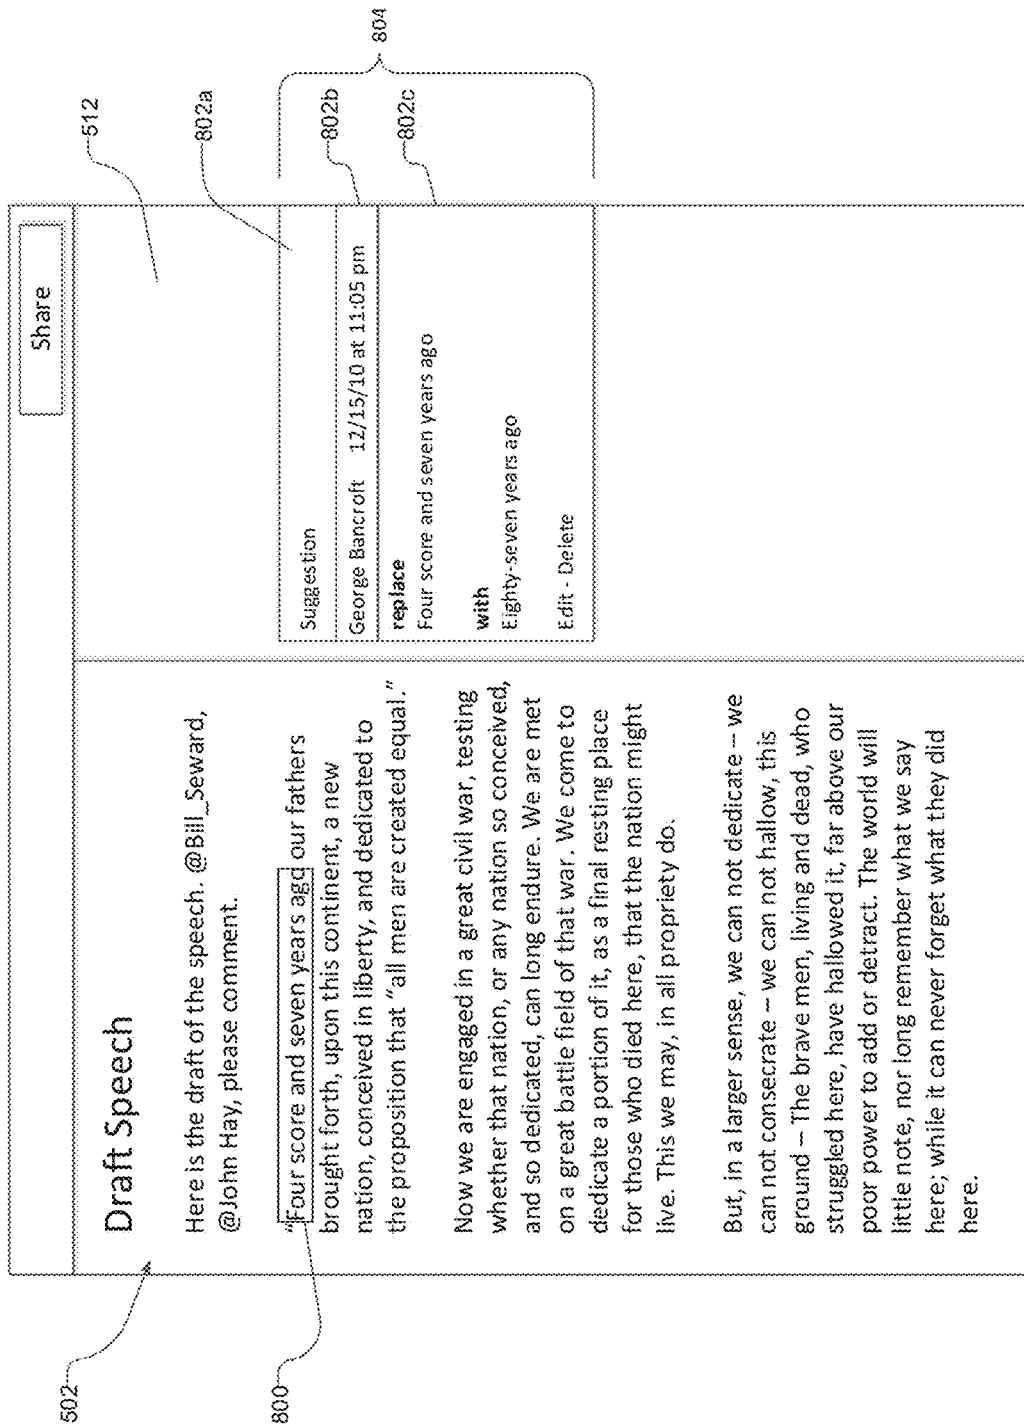 Share
Draft Speech
Here is the draft of the speech. @Bill_Seward,
@John Hay, please comment.
“Four score and seven years ago our fathers
brought forth, upon this continent, a new
nation, conceived in liberty, and dedicated to
the proposition that “all men are created equal.”
Now we are engaged in a great civil war, testing
whether that nation, or any nation so conceived,
and so dedicated, can long endure. We are met
on a great battle field of that war. We come to
dedicate a portion of it, as a final resting place
for those who died here, that the nation might
live. This we may, in all propriety do.
But, in a larger sense, we can not dedicate – we
can not consecrate – we can not hallow, this
ground – The brave men, living and dead, who
struggled here, have hallowed it, far above our
poor power to add or detract. The world will
little note, nor long remember what we say
here; while it can never forget what they did
here.
Suggestion
George Bancroft 12/15/10 at 11:05 pm
replace
Four score and seven years ago
with
Eighty-seven years ago
Edit - Delete
502
800
512
802a
802b
802c
804